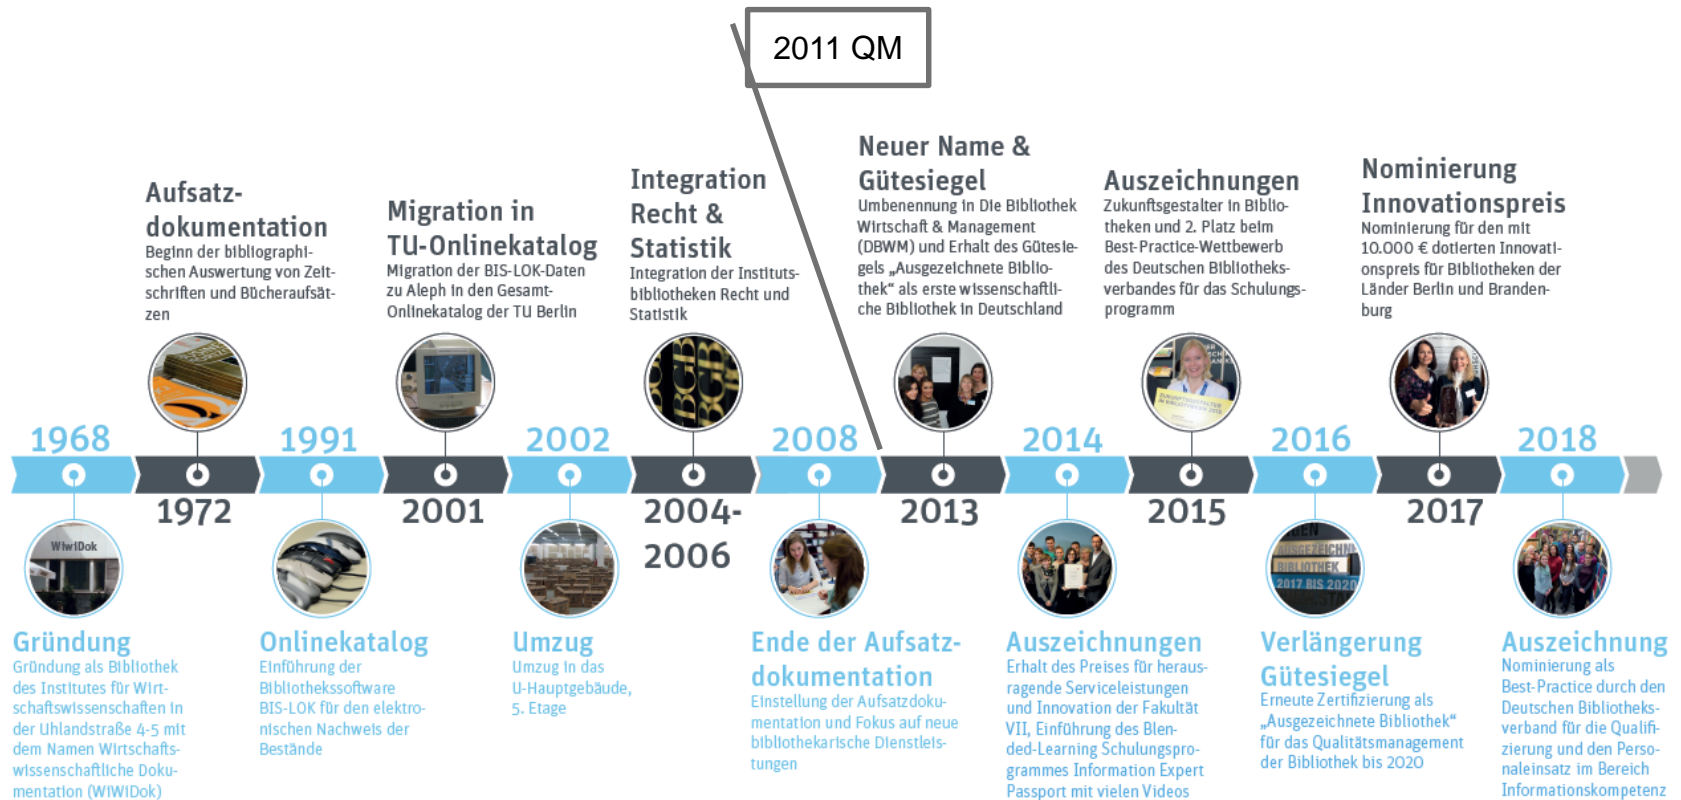 2011 QM
Aufsatz-
dokumentation
Beginn der bibliographi-
schen Auswertung von Zeit-
schriften und Bücheraufsät-
zen
Migration in
TU-Onlinekatalog
Migration der BIS-LOK-Daten
zu Aleph in den Gesamt-
Onlinekatalog der TU Berlin
Integration
Recht &
Statistik
Integration der Instituts-
bibliotheken Recht und
Statistik
Neuer Name &
Gütesiegel
Umbenennung in Die Bibliothek
Wirtschaft & Management
(DBWM) und Erhalt des Gütesie-
gels „Ausgezeichnete Biblio-
thek“ als erste wissenschaftli-
che Bibliothek in Deutschland
Auszeichnungen
Zukunftsgestalter in Biblio-
theken und 2. Platz beim
Best-Practice-Wettbewerb
des Deutschen Bibliotheks-
verbandes für das Schulungs-
programm
Nominierung
Innovationspreis
Nominierung für den mit
10.000 € dotierten Innovati-
onspreis für Bibliotheken der
Länder Berlin und Branden-
burg
BGB
BGB
1968
1991
2002
2008
2014
2016
2018
1972
2001
2004-
2006
2013
2015
2017
WiwiDok
AUSGEZEICHN
BIBLIOTHEK
2017 BIS 2020
Gründung
Gründung als Bibliothek
des Institutes für Wirt-
schaftswissenschaften in
der Uhlandstraße 4-5 mit
dem Namen Wirtschafts-
wissenschaftliche Doku-
mentation (WiWiDok)
Onlinekatalog
Einführung der
Bibliothekssoftware
BIS-LOK für den elektro-
nischen Nachweis der
Bestände
Umzug
Umzug in das
U-Hauptgebäude,
5. Etage
Ende der Aufsatz-
dokumentation
Einstellung der Aufsatzdoku-
mentation und Fokus auf neue
bibliothekarische Dienstleis-
tungen
Auszeichnungen
Erhalt des Preises für heraus-
ragende Serviceleistungen
und Innovation der Fakultät
VII, Einführung des Blen-
ded-Learning Schulungspro-
grammes Information Expert
Passport mit vielen Videos
Verlängerung
Gütesiegel
Erneute Zertifizierung als
„Ausgezeichnete Bibliothek“
für das Qualitätsmanagement
der Bibliothek bis 2020
Auszeichnung
Nominierung als
Best-Practice durch den
Deutschen Bibliotheks-
verband für die Qualifi-
zierung und den Perso-
naleinsatz im Bereich
Informationskompetenz